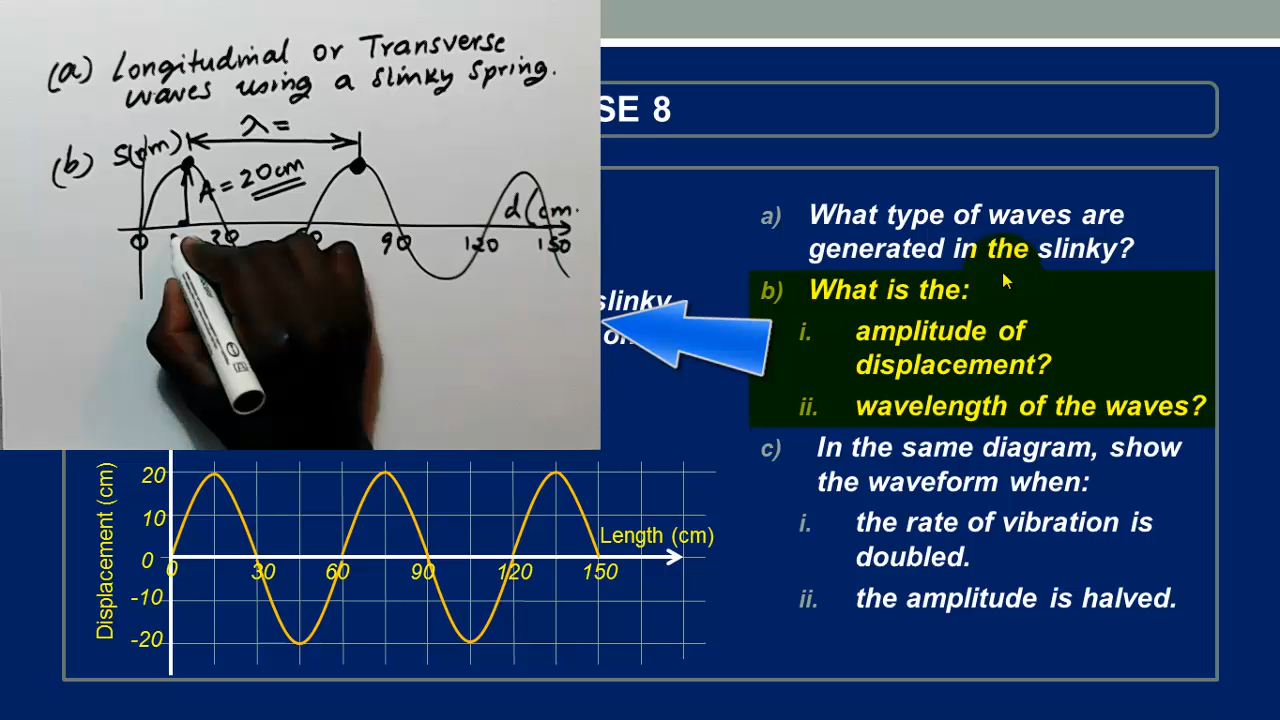 (a) Longitudinal or Transverse
waves using a slinky spring.
(b) S(cm) λ=
A = 20cm
d(cm.
0 30 90 120 150
SE 8
slinky
on
a) What type of waves are
generated in the slinky?
b) What is the:
i. amplitude of
displacement?
ii. wavelength of the waves?
c) In the same diagram, show
the waveform when:
i. the rate of vibration is
doubled.
ii. the amplitude is halved.
Displacement (cm)
20
10
0
-10
-20
Length (cm)
0 30 60 90 120 150